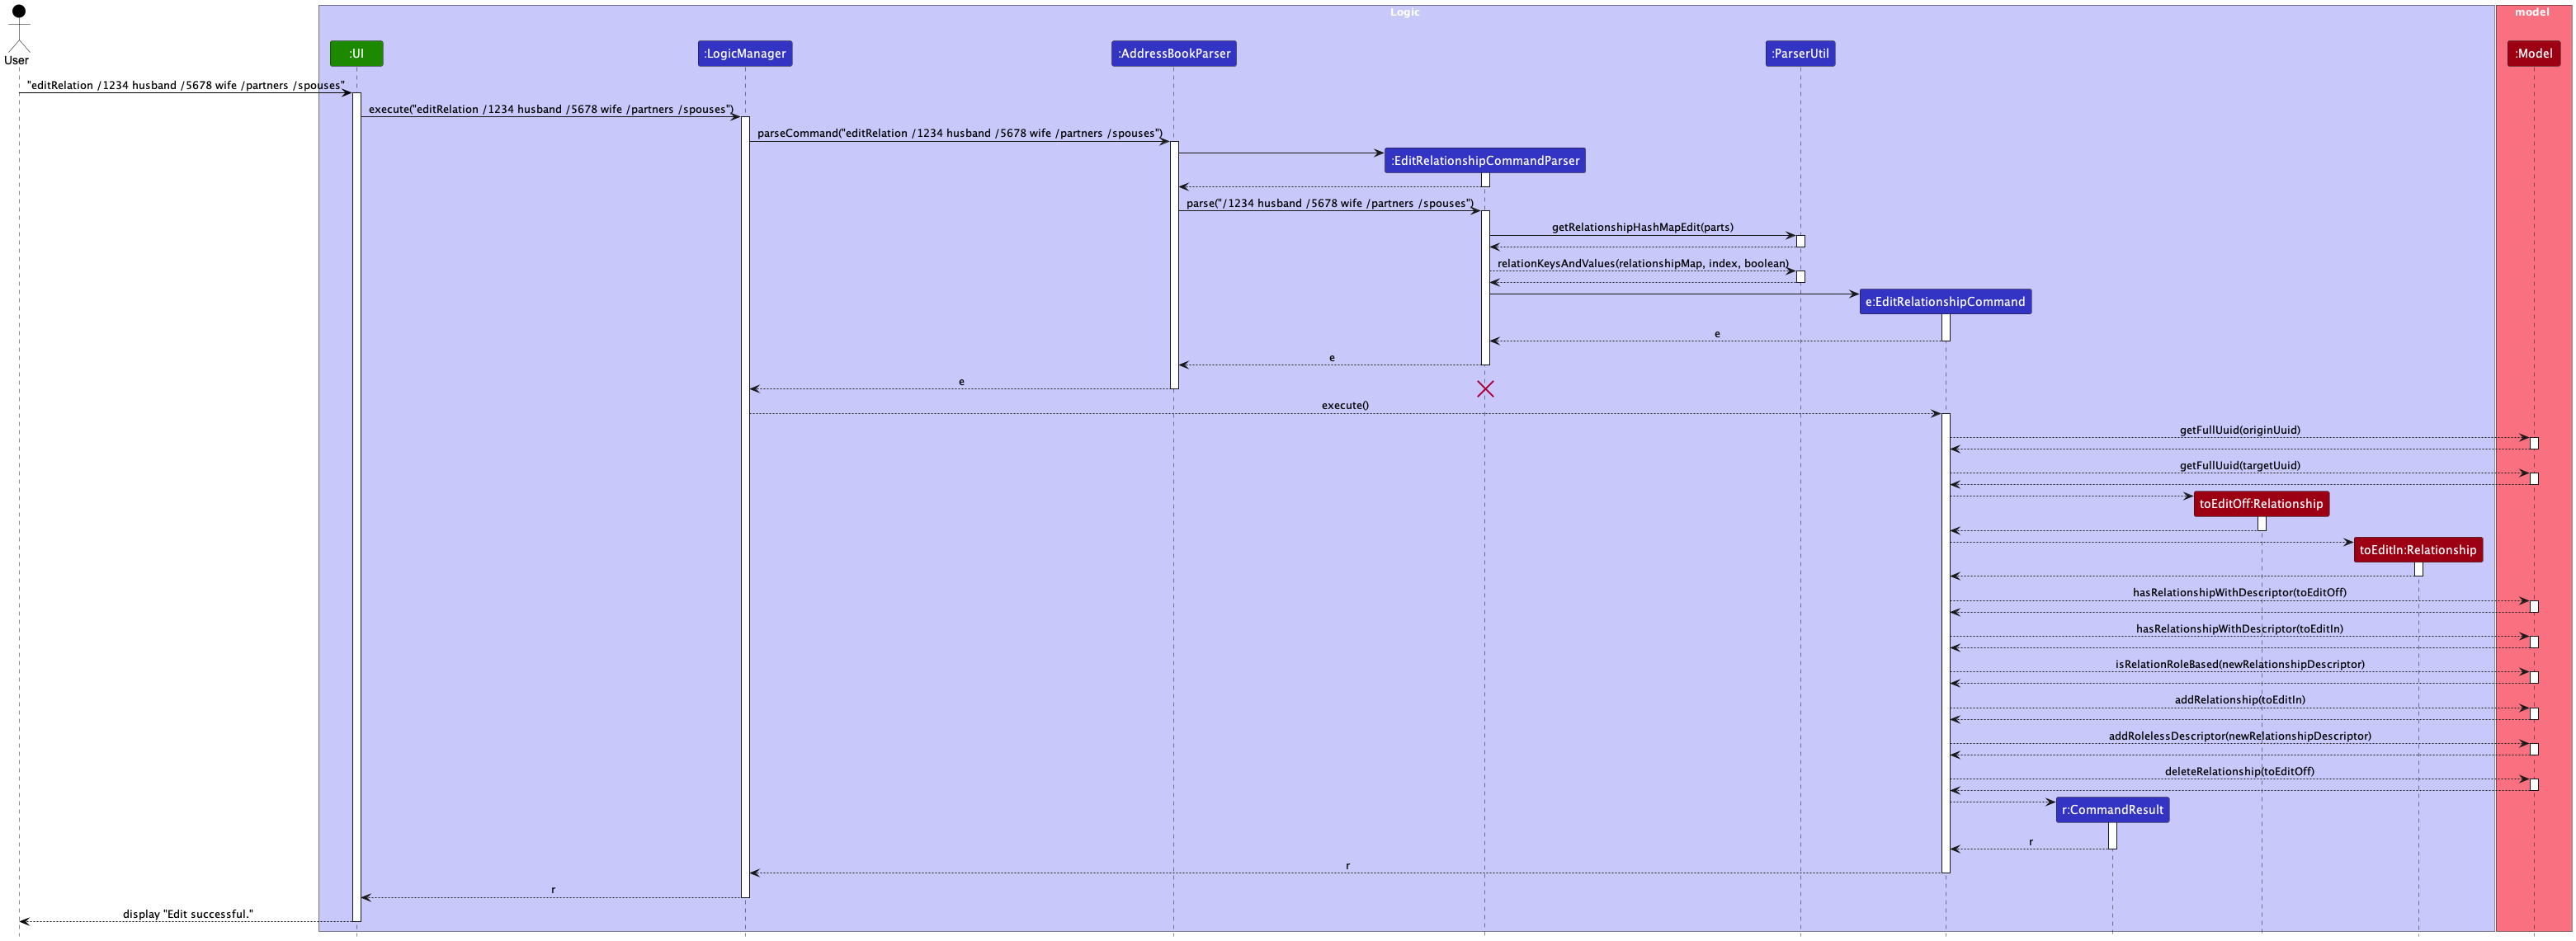 Logic
model
User
:UI
:LogicManager
:AddressBookParser
:ParserUtil
:Model
"editRelation /1234 husband /5678 wife /partners /spouses"
execute("editRelation /1234 husband /5678 wife /partners /spouses")
parseCommand("editRelation /1234 husband /5678 wife /partners /spouses")
:EditRelationshipCommandParser
parse("/1234 husband /5678 wife /partners /spouses")
getRelationshipHashMapEdit(parts)
relationKeysAndValues(relationshipMap, index, boolean)
e:EditRelationshipCommand
e
e
e
execute()
getFullUuid(originUuid)
getFullUuid(targetUuid)
toEditOff:Relationship
toEditIn:Relationship
hasRelationshipWithDescriptor(toEditOff)
hasRelationshipWithDescriptor(toEditIn)
isRelationRoleBased(newRelationshipDescriptor)
addRelationship(toEditIn)
addRolelessDescriptor(newRelationshipDescriptor)
deleteRelationship(toEditOff)
r:CommandResult
r
r
r
display "Edit successful."